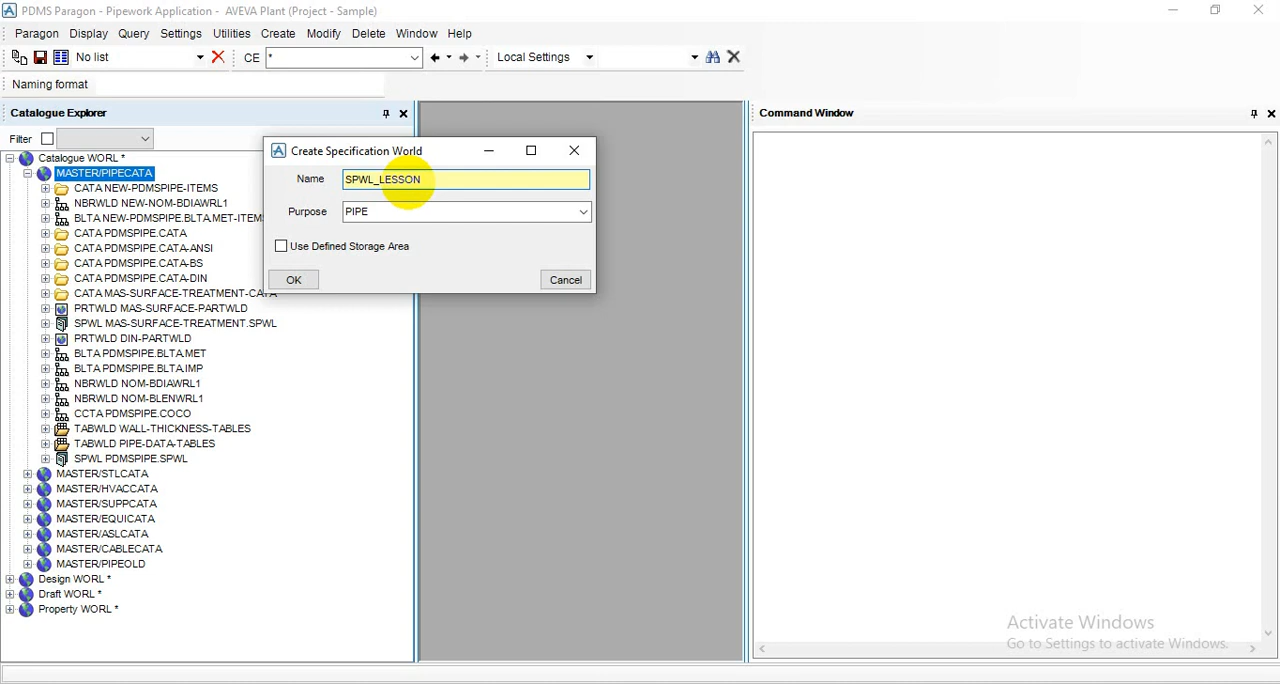 PDMS Paragon - Pipework Application - AVEVA Plant (Project - Sample)
Paragon Display Query Settings Utilities Create Modify Delete Window Help
No list CE * Local Settings
Naming format
Catalogue Explorer
Command Window
Filter
Catalogue WORL *
MASTER/PIPECATA
CATA NEW-PDMSPIPE-ITEMS
NBRWLD NEW-NOM-BDIAWRL1
BLTA NEW-PDMSPIPE.BLTA.MET-ITEMS
CATA PDMSPIPE.CATA
CATA PDMSPIPE.CATA-ANSI
CATA PDMSPIPE.CATA-BS
CATA PDMSPIPE.CATA-DIN
CATA MAS-SURFACE-TREATMENT-CATA
PRTWLD MAS-SURFACE-PARTWLD
SPWL MAS-SURFACE-TREATMENT.SPWL
PRTWLD DIN-PARTWLD
BLTA PDMSPIPE.BLTA.MET
BLTA PDMSPIPE.BLTA.IMP
NBRWLD NOM-BDIAWRL1
NBRWLD NOM-BLENWRL1
CCTA PDMSPIPE.COCO
TABWLD WALL-THICKNESS-TABLES
TABWLD PIPE-DATA-TABLES
SPWL PDMSPIPE.SPWL
MASTER/STLCATA
MASTER/HVACCATA
MASTER/SUPPCATA
MASTER/EQUICATA
MASTER/ASLCATA
MASTER/CABLECATA
MASTER/PIPEOLD
Design WORL *
Draft WORL *
Property WORL *
Create Specification World
Name SPWL_LESSON
Purpose PIPE
Use Defined Storage Area
OK Cancel
Activate Windows
Go to Settings to activate Windows.